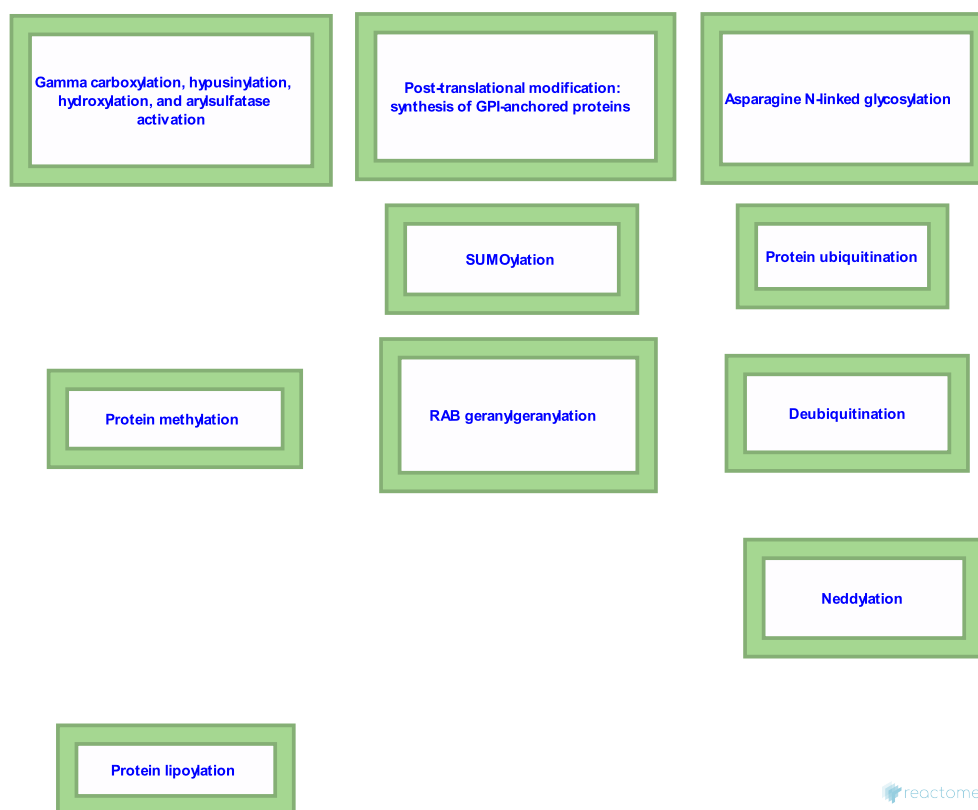 Gamma carboxylation, hypusinylation,
hydroxylation, and arylsulfatase
activation
Post-translational modification:
synthesis of GPI-anchored proteins
Asparagine N-linked glycosylation
SUMOylation
Protein ubiquitination
Protein methylation
RAB geranylgeranylation
Deubiquitination
Neddylation
Protein lipoylation
reactome